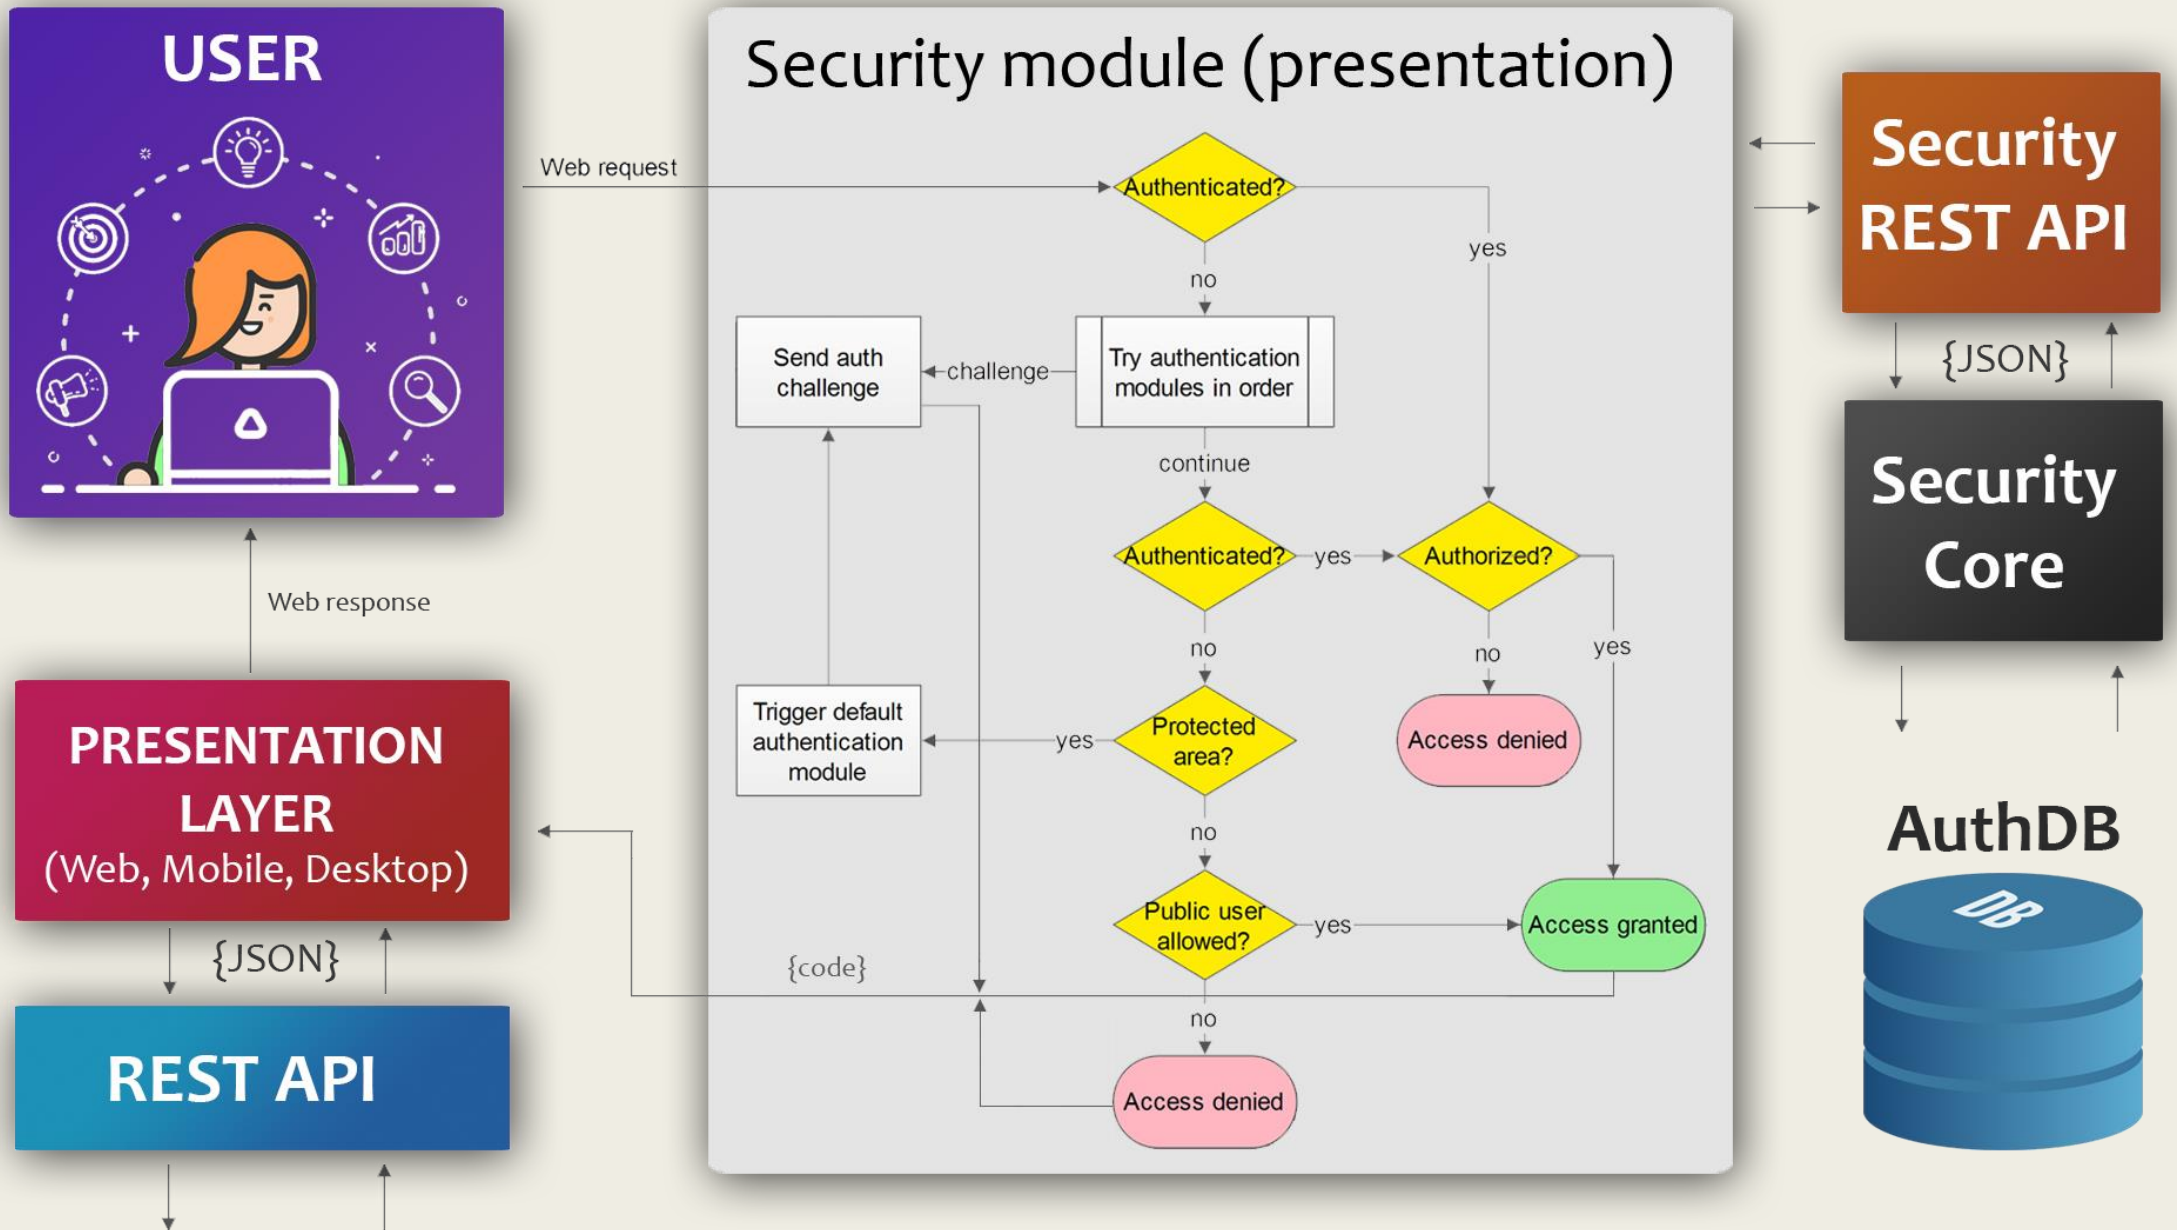 USER
Security module (presentation)
Security
REST API
Web request
Authenticated?
yes
no
Send auth
challenge
challenge
Try authentication
modules in order
{JSON}
continue
Security
Core
Authenticated?
yes
Authorized?
Web response
no
no
yes
PRESENTATION
LAYER
(Web, Mobile, Desktop)
Trigger default
authentication
module
yes
Protected
area?
Access denied
no
AuthDB
DB
Public user
allowed?
yes
Access granted
{JSON}
{code}
no
REST API
Access denied